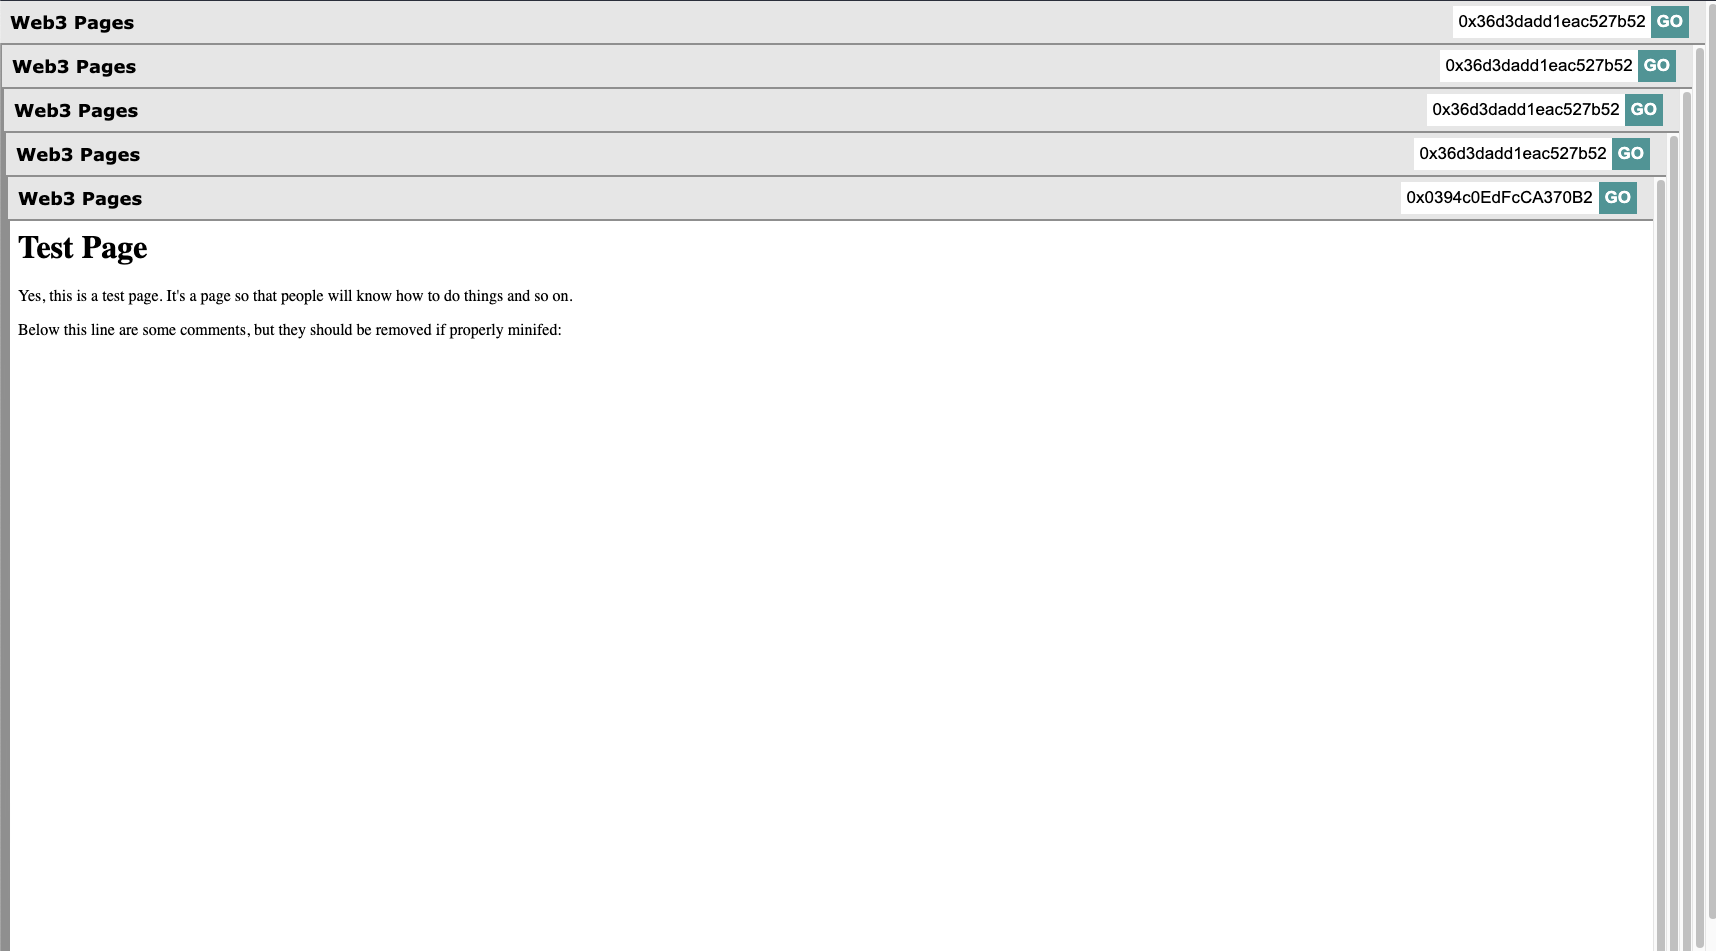 Web3 Pages 0x36d3dadd1eac527b52 GO
Web3 Pages 0x36d3dadd1eac527b52 GO
Web3 Pages 0x36d3dadd1eac527b52 GO
Web3 Pages 0x36d3dadd1eac527b52 GO
Web3 Pages 0x0394c0EdFcCA370B2 GO
Test Page
Yes, this is a test page. It's a page so that people will know how to do things and so on.
Below this line are some comments, but they should be removed if properly minifed: